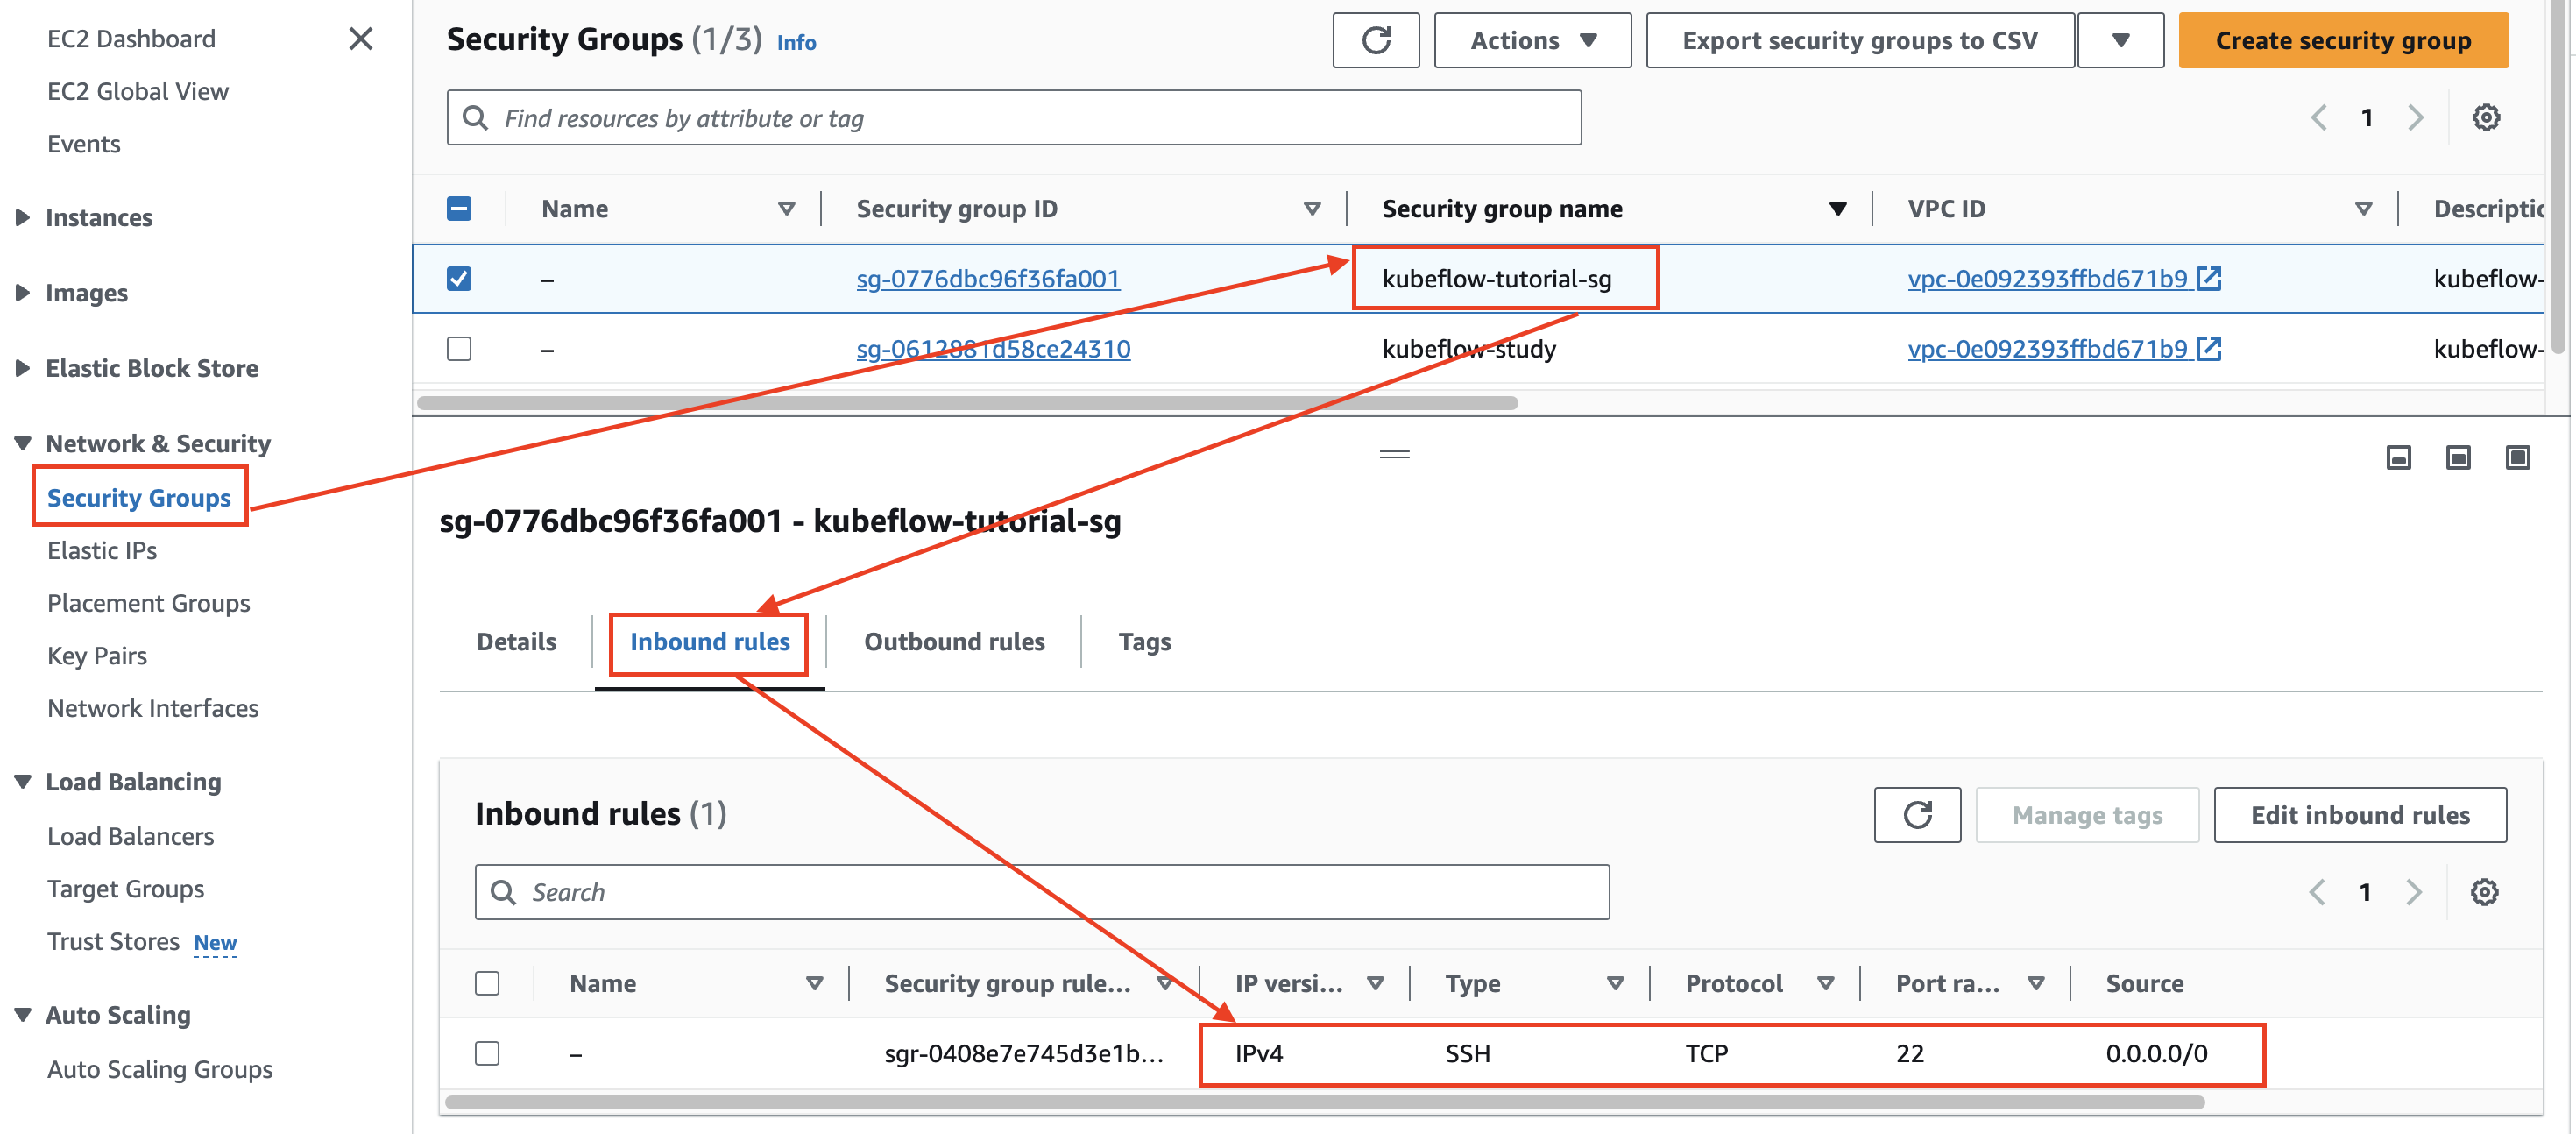 EC2 Dashboard
EC2 Global View
Events
Instances
Images
Elastic Block Store
Network & Security
Security Groups
Elastic IPs
Placement Groups
Key Pairs
Network Interfaces
Load Balancing
Load Balancers
Target Groups
Trust Stores New
Auto Scaling
Auto Scaling Groups
Security Groups (1/3) Info
Actions
Export security groups to CSV
Create security group
Find resources by attribute or tag
1
Name Security group ID Security group name VPC ID Descriptic
– sg-0776dbc96f36fa001 kubeflow-tutorial-sg vpc-0e092393ffbd671b9 kubeflow-
– sg-0612881d58ce24310 kubeflow-study vpc-0e092393ffbd671b9 kubeflow-
sg-0776dbc96f36fa001 - kubeflow-tutorial-sg
Details Inbound rules Outbound rules Tags
Inbound rules (1)
Manage tags
Edit inbound rules
Search
1
Name Security group rule... IP versi... Type Protocol Port ra... Source
– sgr-0408e7e745d3e1b... IPv4 SSH TCP 22 0.0.0.0/0